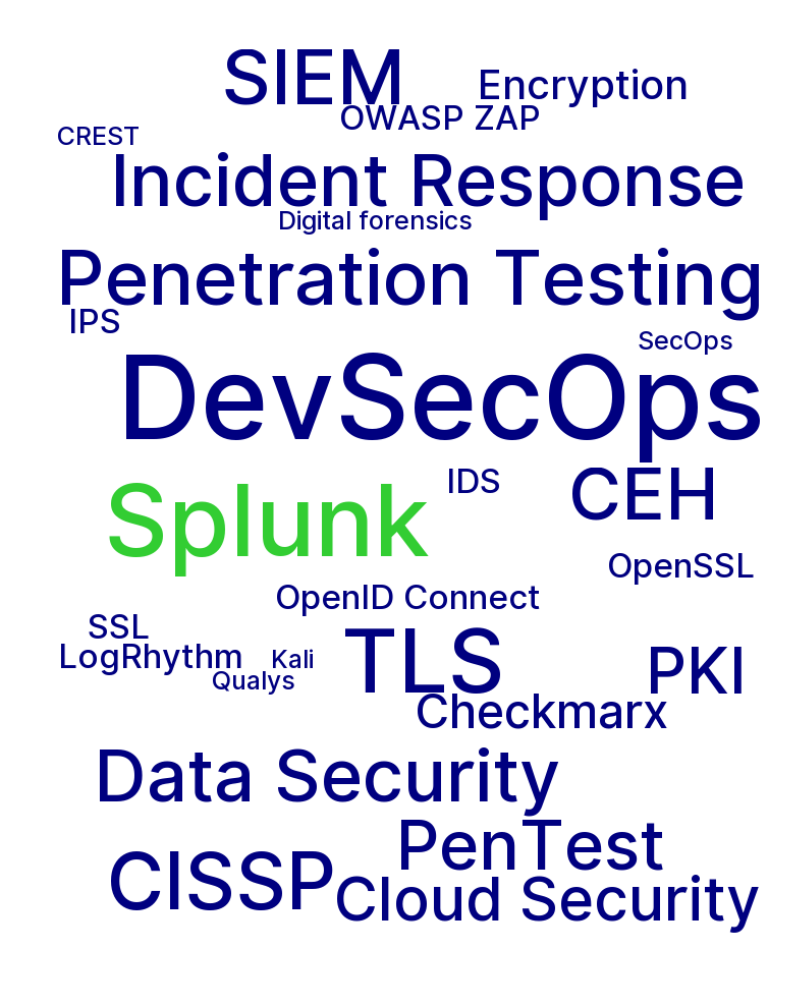 SIEM
Encryption
OWASP ZAP
CREST
Incident Response
Digital forensics
Penetration Testing
IPS
SecOps
DevSecOps
Splunk
IDS
CEH
OpenSSL
OpenID Connect
SSL
LogRhythm
Kali
TLS
PKI
Qualys
Checkmarx
Data Security
PenTest
CISSP
Cloud Security